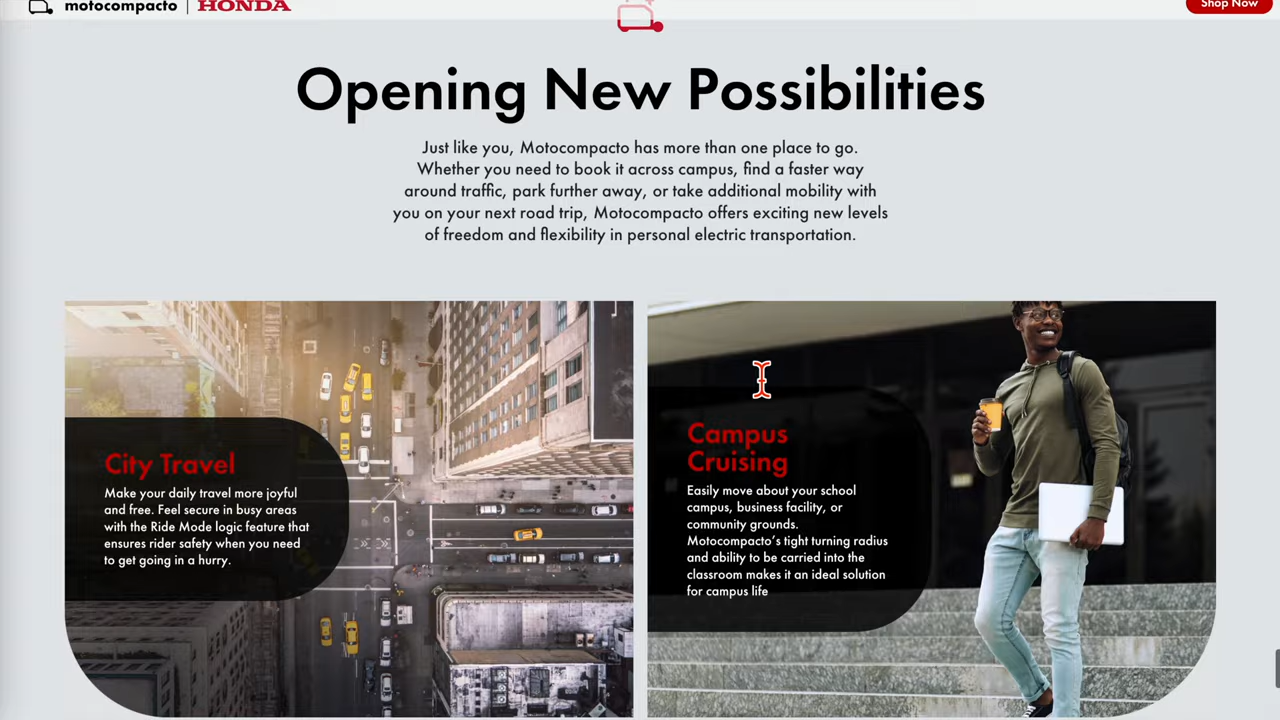 motocompacto | HONDA
Shop Now
Opening New Possibilities
Just like you, Motocompacto has more than one place to go.
Whether you need to book it across campus, find a faster way
around traffic, park further away, or take additional mobility with
you on your next road trip, Motocompacto offers exciting new levels
of freedom and flexibility in personal electric transportation.
City Travel
Make your daily travel more joyful
and free. Feel secure in busy areas
with the Ride Mode logic feature that
ensures rider safety when you need
to get going in a hurry.
Campus
Cruising
Easily move about your school
campus, business facility, or
community grounds.
Motocompacto's tight turning radius
and ability to be carried into the
classroom makes it an ideal solution
for campus life